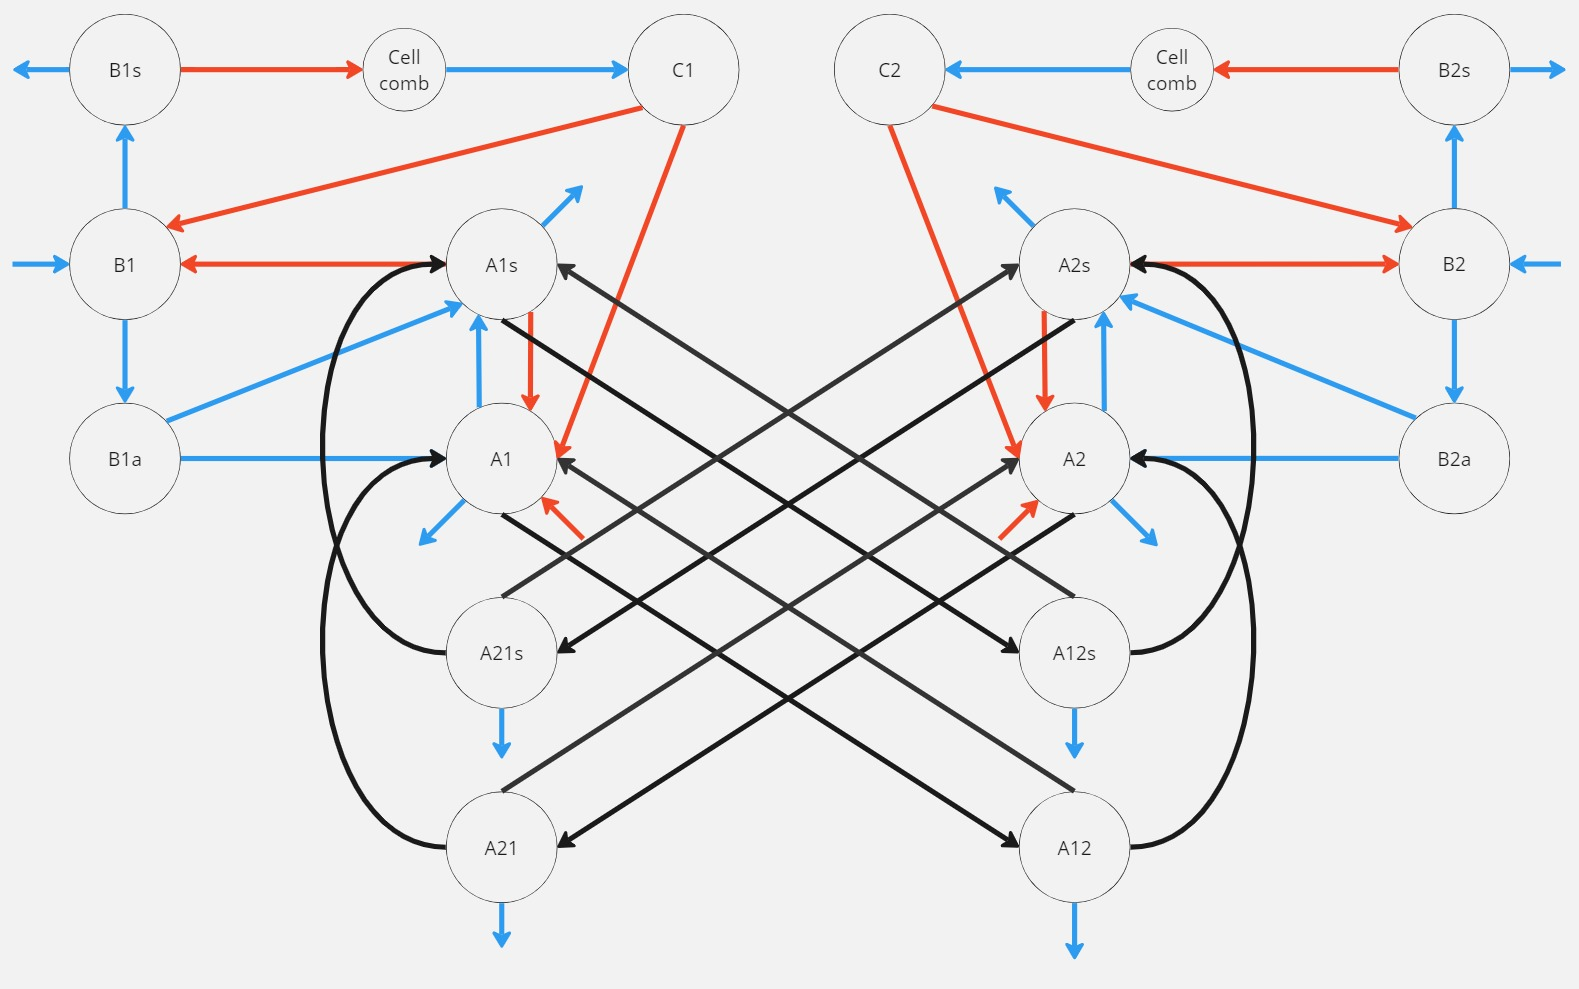 B1s
Cell
comb
C1
C2
Cell
comb
B2s
B1
A1s
A2s
B2
B1a
A1
A2
B2a
A21s
A12s
A21
A12